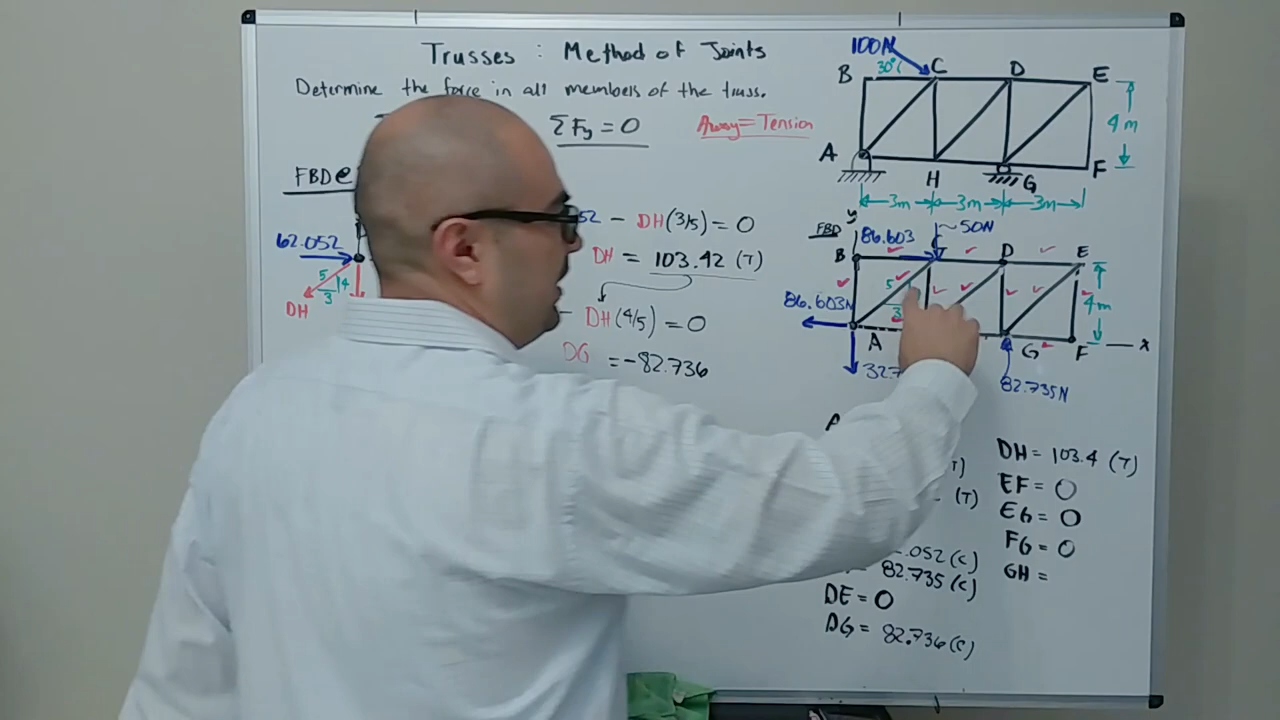 Trusses : Method of Joints
Determine the force in all members of the truss.
ΣFy = 0
Away = Tension
FBD@
62.052
5
4
3
DH
52 - DH(3/5) = 0
DH = 103.42 (T)
- DH(4/5) = 0
DG = -82.736
100N
30°
B
C
D
E
4 m
A
H
G
F
3m
3m
3m
FBD
y
86.603
50N
B
D
E
5
3
4m
86.603N
A
G
F
x
32.7
82.735N
DH = 103.4 (T)
T)
EF = 0
(T)
EG = 0
FG = 0
.052 (C)
GH =
82.735 (C)
DE = 0
DG = 82.736 (C)